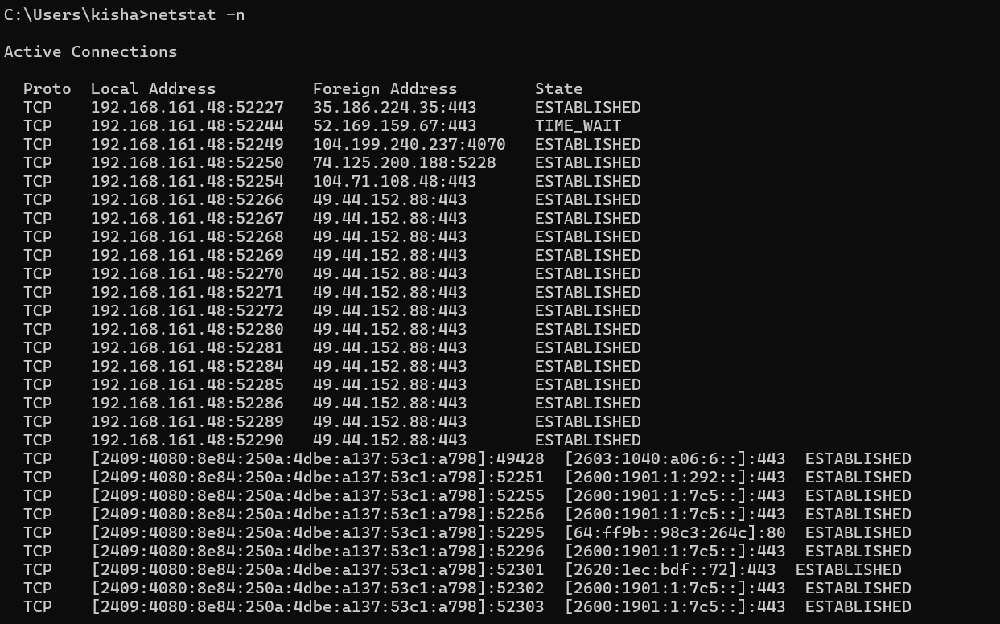 C:\Users\kisha>netstat -n
Active Connections
Proto  Local Address          Foreign Address        State
TCP    192.168.161.48:52227   35.186.224.35:443      ESTABLISHED
TCP    192.168.161.48:52244   52.169.159.67:443      TIME_WAIT
TCP    192.168.161.48:52249   104.199.240.237:4070   ESTABLISHED
TCP    192.168.161.48:52250   74.125.200.188:5228    ESTABLISHED
TCP    192.168.161.48:52254   104.71.108.48:443      ESTABLISHED
TCP    192.168.161.48:52266   49.44.152.88:443       ESTABLISHED
TCP    192.168.161.48:52267   49.44.152.88:443       ESTABLISHED
TCP    192.168.161.48:52268   49.44.152.88:443       ESTABLISHED
TCP    192.168.161.48:52269   49.44.152.88:443       ESTABLISHED
TCP    192.168.161.48:52270   49.44.152.88:443       ESTABLISHED
TCP    192.168.161.48:52271   49.44.152.88:443       ESTABLISHED
TCP    192.168.161.48:52272   49.44.152.88:443       ESTABLISHED
TCP    192.168.161.48:52280   49.44.152.88:443       ESTABLISHED
TCP    192.168.161.48:52281   49.44.152.88:443       ESTABLISHED
TCP    192.168.161.48:52284   49.44.152.88:443       ESTABLISHED
TCP    192.168.161.48:52285   49.44.152.88:443       ESTABLISHED
TCP    192.168.161.48:52286   49.44.152.88:443       ESTABLISHED
TCP    192.168.161.48:52289   49.44.152.88:443       ESTABLISHED
TCP    192.168.161.48:52290   49.44.152.88:443       ESTABLISHED
TCP    [2409:4080:8e84:250a:4dbe:a137:53c1:a798]:49428  [2603:1040:a06:6::]:443  ESTABLISHED
TCP    [2409:4080:8e84:250a:4dbe:a137:53c1:a798]:52251  [2600:1901:1:292::]:443  ESTABLISHED
TCP    [2409:4080:8e84:250a:4dbe:a137:53c1:a798]:52255  [2600:1901:1:7c5::]:443  ESTABLISHED
TCP    [2409:4080:8e84:250a:4dbe:a137:53c1:a798]:52256  [2600:1901:1:7c5::]:443  ESTABLISHED
TCP    [2409:4080:8e84:250a:4dbe:a137:53c1:a798]:52295  [64:ff9b::98c3:264c]:80  ESTABLISHED
TCP    [2409:4080:8e84:250a:4dbe:a137:53c1:a798]:52296  [2600:1901:1:7c5::]:443  ESTABLISHED
TCP    [2409:4080:8e84:250a:4dbe:a137:53c1:a798]:52301  [2620:1ec:bdf::72]:443  ESTABLISHED
TCP    [2409:4080:8e84:250a:4dbe:a137:53c1:a798]:52302  [2600:1901:1:7c5::]:443  ESTABLISHED
TCP    [2409:4080:8e84:250a:4dbe:a137:53c1:a798]:52303  [2600:1901:1:7c5::]:443  ESTABLISHED